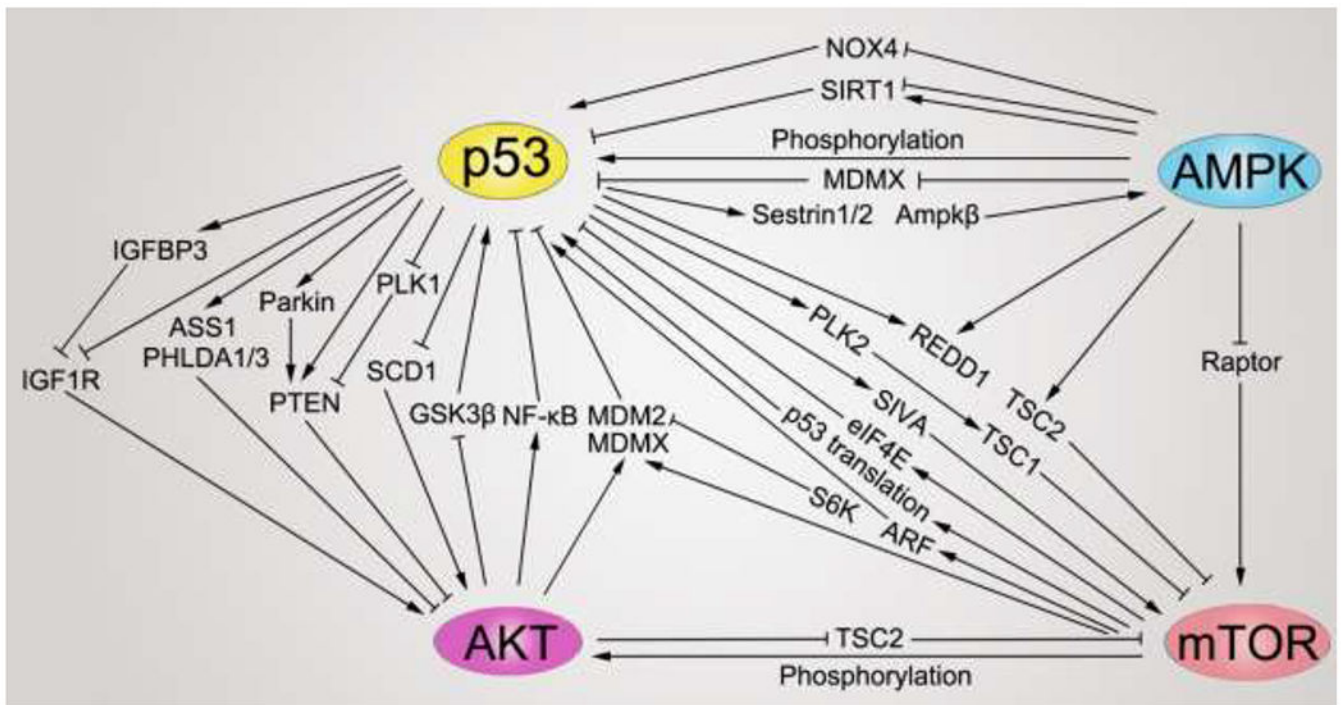 NOX4
SIRT1
Phosphorylation
p53
AMPK
MDMX
Sestrin1/2 Ampkβ
IGFBP3
PLK1
Parkin
ASS1
PHLDA1/3
PLK2
REDD1
Raptor
IGF1R
SCD1
PTEN
TSC2
SIVA
GSK3β NF-κB MDM2
MDMX
TSC1
eIF4E
p53 translation
S6K
ARF
AKT
TSC2
mTOR
Phosphorylation